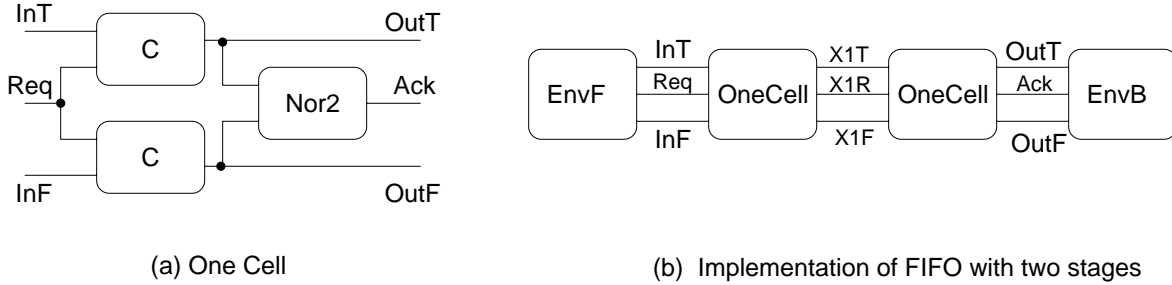 InT
OutT
C
Req
Ack
Nor2
C
InF
OutF
(a) One Cell
InT
X1T
OutT
EnvF
Req
OneCell
X1R
OneCell
Ack
EnvB
InF
X1F
OutF
(b) Implementation of FIFO with two stages